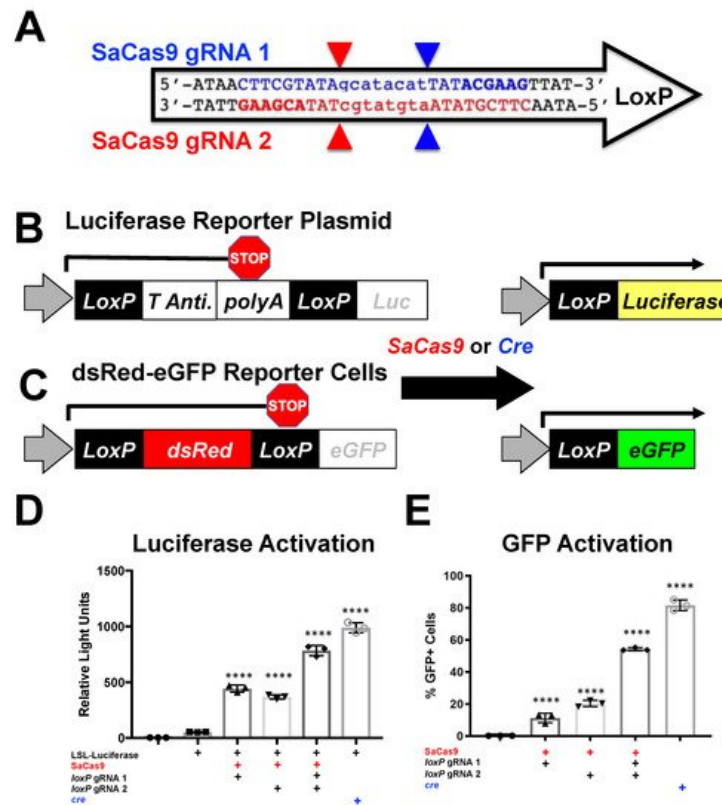 A
SaCas9 gRNA 1
5'-ATAACTTCGTATAgcatacatTATACGAAGTTAT-3'
3'-TATTGAAGCATATcgtatgtaATATGCTTCAATA-5'
LoxP
SaCas9 gRNA 2
B
Luciferase Reporter Plasmid
STOP
LoxP T Anti. polyA LoxP Luc
LoxP Luciferase
SaCas9 or Cre
C
dsRed-eGFP Reporter Cells
STOP
LoxP dsRed LoxP eGFP
LoxP eGFP
D
Luciferase Activation
Relative Light Units
1500
1000
500
0
**** **** **** ****
LSL-Luciferase + + + + +
SaCas9 + + +
loxP gRNA 1 + +
loxP gRNA 2 + +
cre +
E
GFP Activation
% GFP+ Cells
100
80
60
40
20
0
**** **** **** ****
SaCas9 + + +
loxP gRNA 1 + +
loxP gRNA 2 + +
cre +